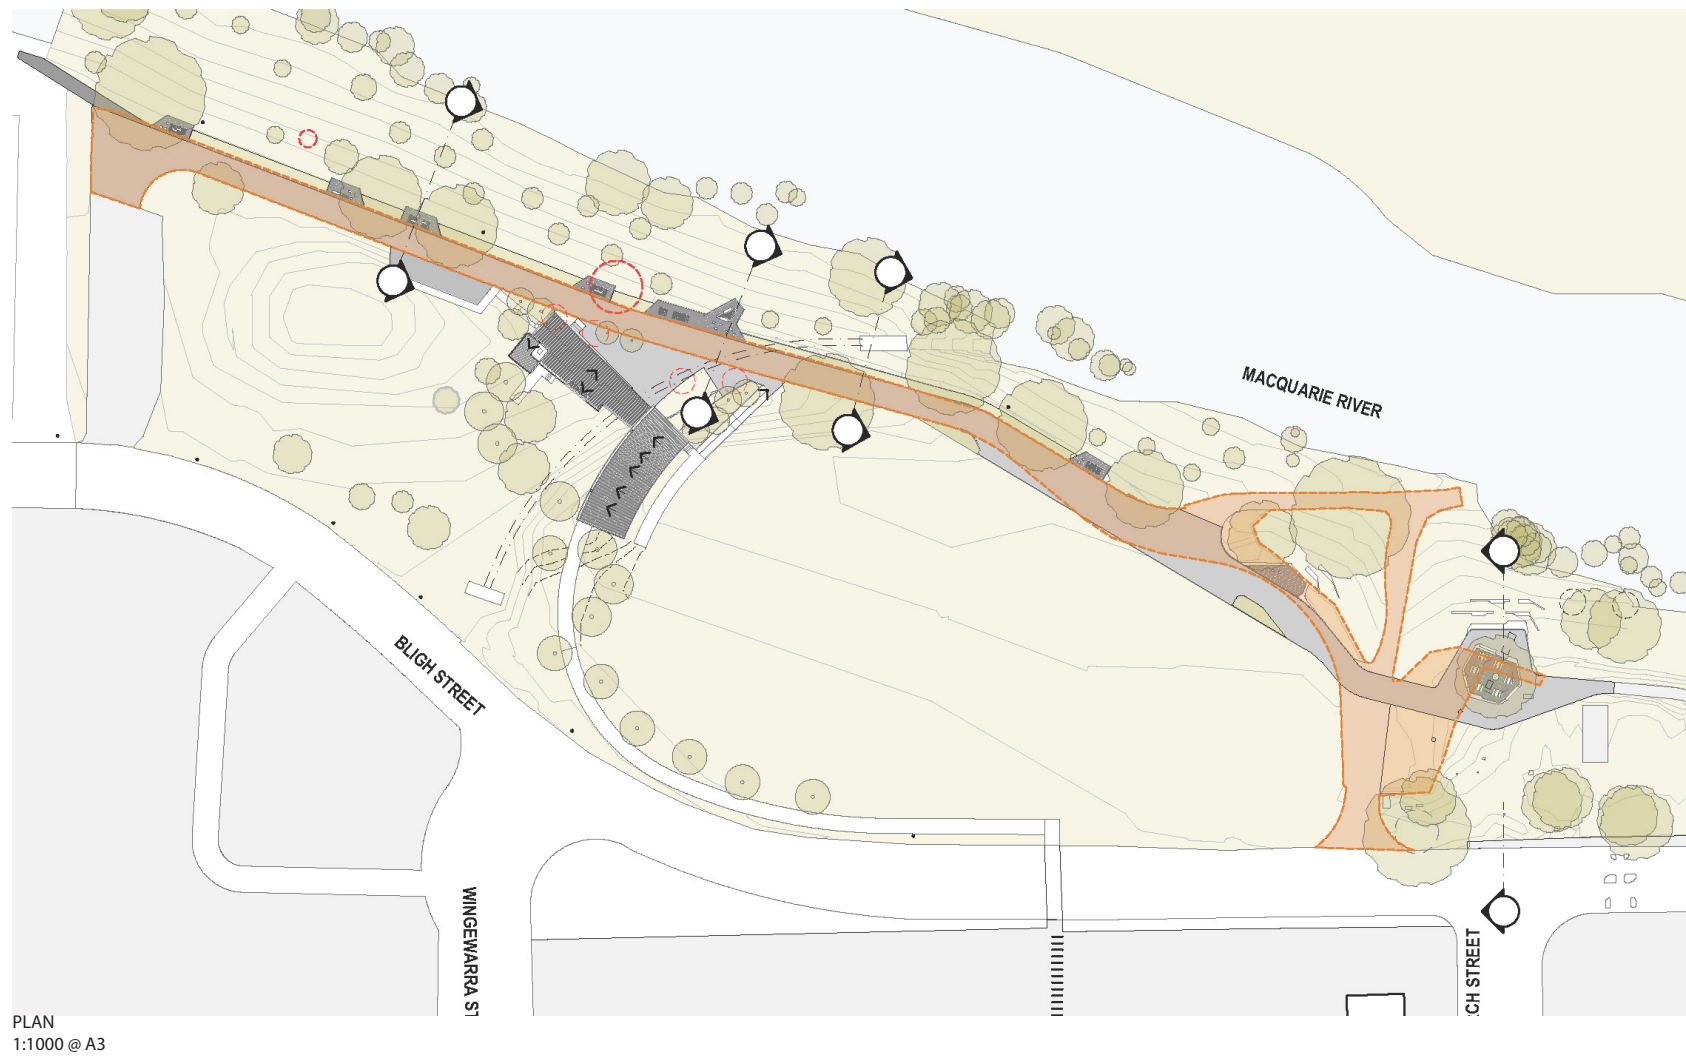 MACQUARIE RIVER
BLIGH STREET
WINGEWARRA ST
CH STREET
PLAN
1:1000 @ A3